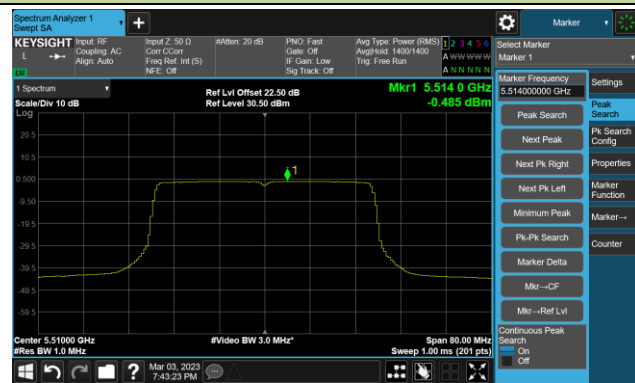 Spectrum Analyzer 1
Swept SA
Marker
KEYSIGHT
L
Input: RF
Coupling: AC
Align: Auto
Input Z: 50 Ω
Corr CCorr
Freq Ref: Int (S)
NFE: Off
#Atten: 20 dB
PNO: Fast
Gate: Off
IF Gain: Low
Sig Track: Off
Avg Type: Power (RMS)
Avg|Hold: 1400/1400
Trig: Free Run
1 2 3 4 5 6
A W W W W W
A N N N N N
Select Marker
Marker 1
1 Spectrum
Scale/Div 10 dB
Ref Lvl Offset 22.50 dB
Ref Level 30.50 dBm
Mkr1 5.514 0 GHz
-0.485 dBm
Log
20.5
10.5
0.500
-9.50
-19.5
-29.5
-39.5
-49.5
-59.5
1
Center 5.51000 GHz
#Res BW 1.0 MHz
#Video BW 3.0 MHz*
Span 80.00 MHz
Sweep 1.00 ms (201 pts)
Marker Frequency
5.514000000 GHz
Peak Search
Next Peak
Next Pk Right
Next Pk Left
Minimum Peak
Pk-Pk Search
Marker Delta
Mkr→CF
Mkr→Ref Lvl
Continuous Peak
Search
On
Off
Settings
Peak
Search
Pk Search
Config
Properties
Marker
Function
Marker→
Counter
?
Mar 03, 2023
7:43:23 PM